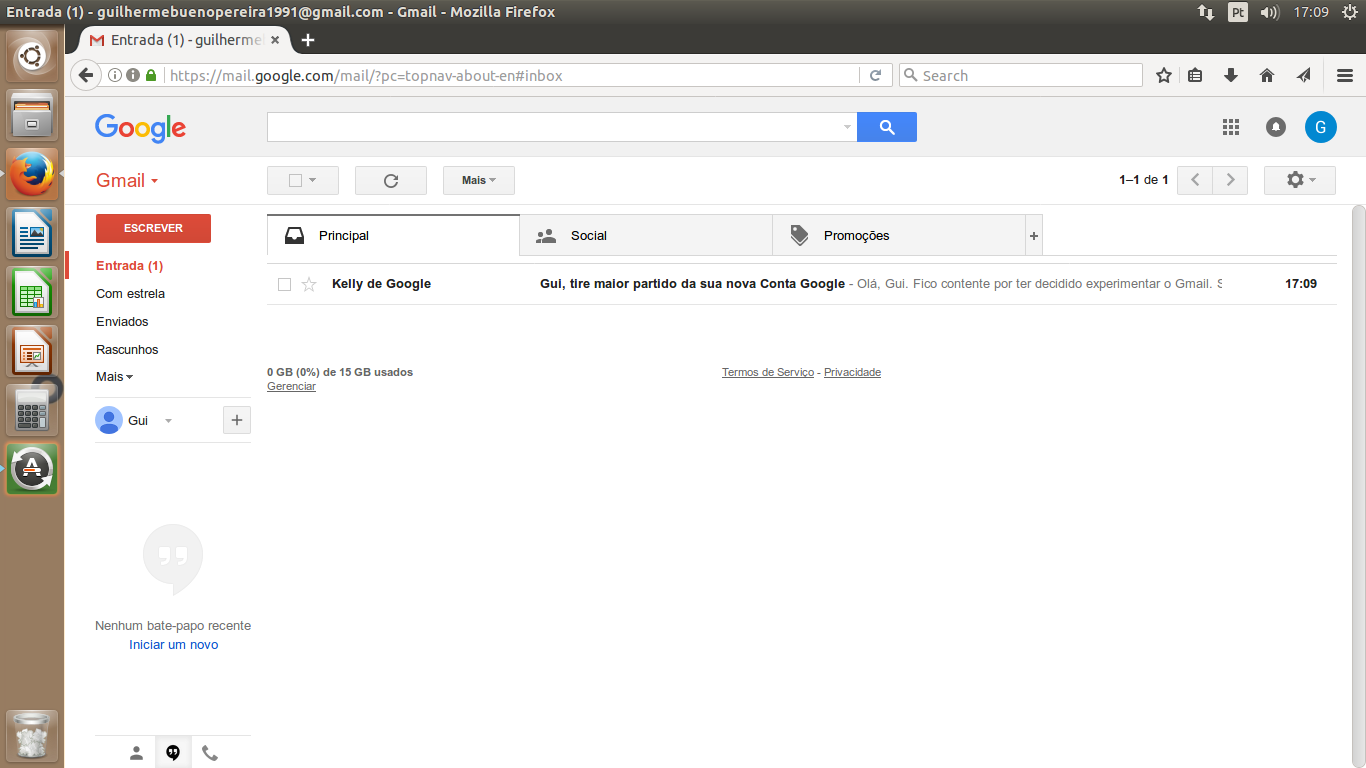 Entrada (1) - guilhermebuenopereira1991@gmail.com - Gmail - Mozilla Firefox
Pt
17:09
Entrada (1) - guilherme
https://mail.google.com/mail/?pc=topnav-about-en#inbox
Search
Google
G
Gmail
Mais
1–1 de 1
ESCREVER
Principal
Social
Promoções
+
Entrada (1)
Kelly de Google
Gui, tire maior partido da sua nova Conta Google - Olá, Gui. Fico contente por ter decidido experimentar o Gmail. S
17:09
Com estrela
Enviados
Rascunhos
Mais
0 GB (0%) de 15 GB usados
Gerenciar
Termos de Serviço - Privacidade
Gui
+
Nenhum bate-papo recente
Iniciar um novo